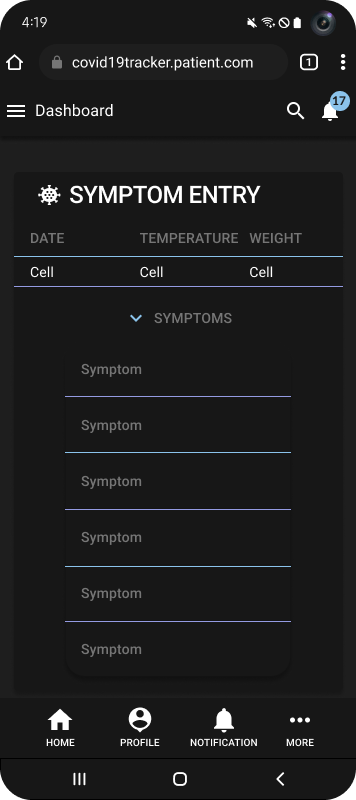 4:19
covid19tracker.patient.com
1
Dashboard
17
SYMPTOM ENTRY
DATE TEMPERATURE WEIGHT
Cell Cell Cell
SYMPTOMS
Symptom
Symptom
Symptom
Symptom
Symptom
Symptom
HOME PROFILE NOTIFICATION MORE